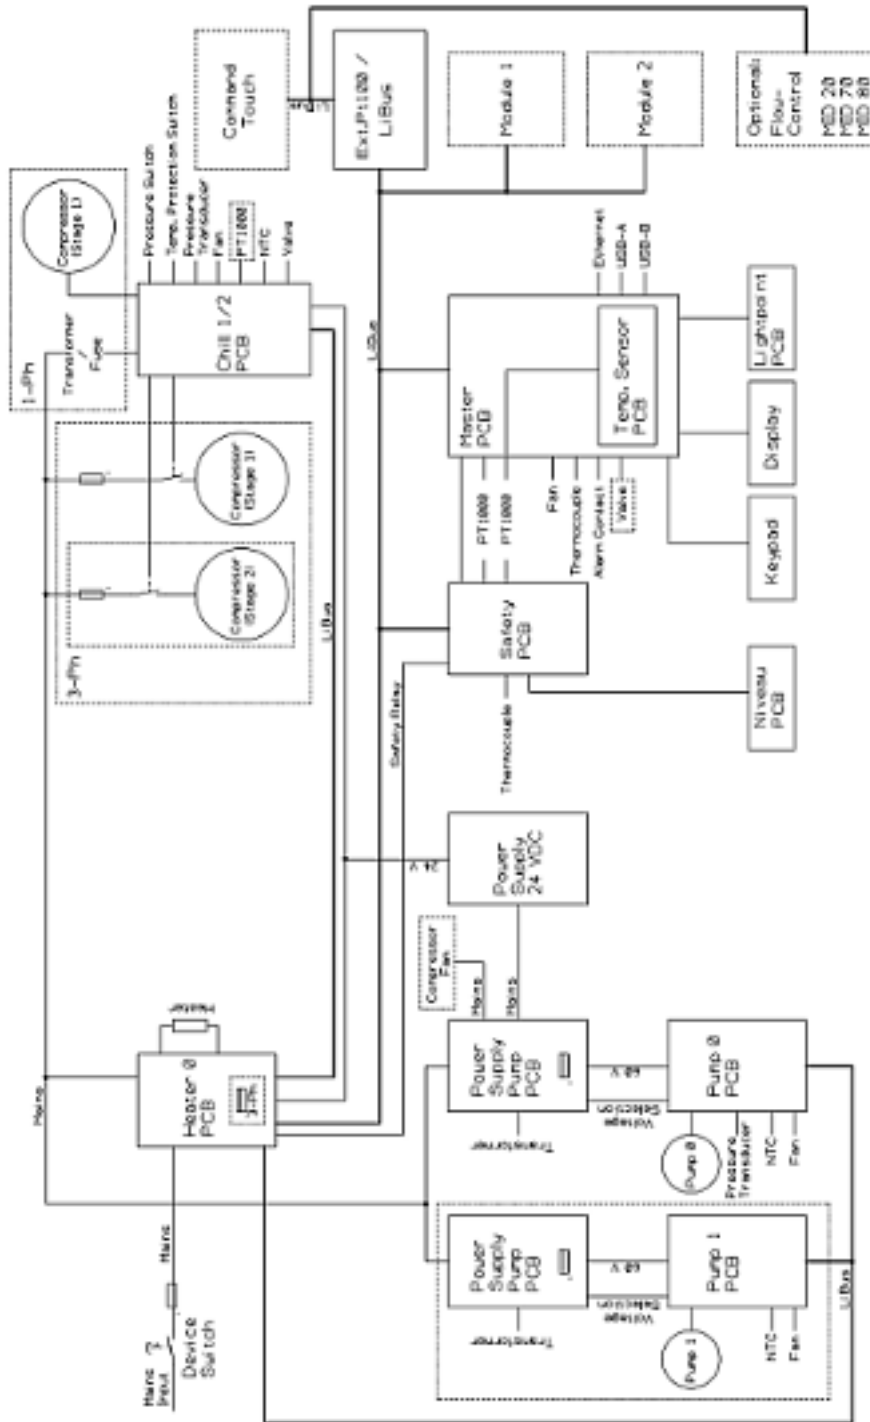 Mains
Input
Device
Switch
Mains
Mains
Heater 0
PCB
3-Ph
Heater
3-Ph
Compressor
(Stage 2)
Compressor
(Stage 1)
1-Ph
Transformer
/
Fuse
Compressor
(Stage 1)
Chill 1/2
PCB
Pressure Switch
Temp. Protection Switch
Pressure
Transducer
Fan
PT1000
NTC
Valve
Command
Touch
LiBus
Ext.Pt100 /
LiBus
Module 1
Module 2
Optional:
Flow-
Control
MID 20
MID 70
MID 80
LiBus
LiBus
Safety Relay
24 V
Compressor
Fan
Mains
Mains
Power
Supply
24 VDC
Thermocouple
Safety
PCB
PT1000
PT1000
Master
PCB
Temp. Sensor
PCB
Ethernet
USB-A
USB-B
Fan
Thermocouple
Alarm Contact
Valve
Niveau
PCB
Keypad
Display
Lightpoint
PCB
Transformer
Power
Supply
Pump
PCB
Voltage
Selection
60 V
Pump 0
PCB
Pump 0
Pressure
Transducer
NTC
Fan
Transformer
Power
Supply
Pump
PCB
Voltage
Selection
60 V
Pump 1
PCB
Pump 1
NTC
Fan
LiBus